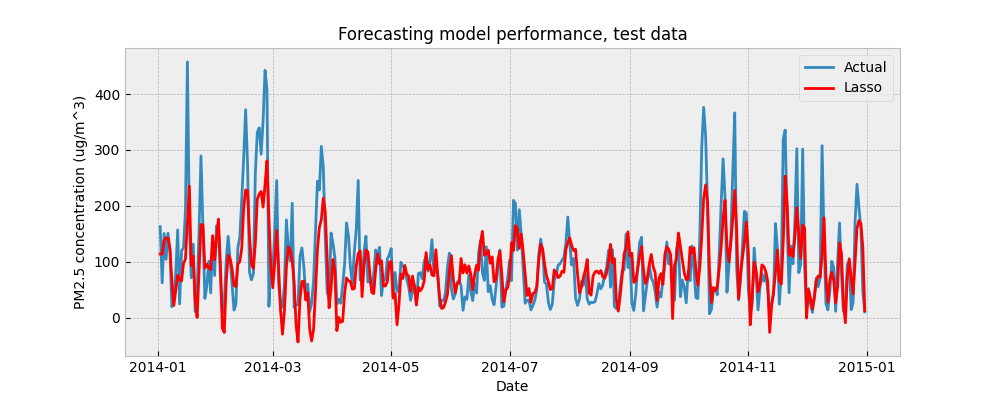 Forecasting model performance, test data
Actual
Lasso
PM2.5 concentration (ug/m^3)
400
300
200
100
0
2014-01
2014-03
2014-05
2014-07
2014-09
2014-11
2015-01
Date